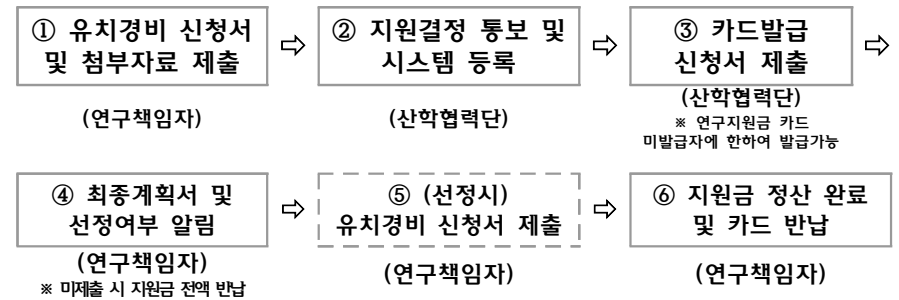 ① 유치경비 신청서
및 첨부자료 제출
(연구책임자)
② 지원결정 통보 및
시스템 등록
(산학협력단)
③ 카드발급
신청서 제출
(산학협력단)
※ 연구지원금 카드
미발급자에 한하여 발급가능
④ 최종계획서 및
선정여부 알림
(연구책임자)
※ 미제출 시 지원금 전액 반납
⑤ (선정시)
유치경비 신청서 제출
(연구책임자)
⑥ 지원금 정산 완료
및 카드 반납
(연구책임자)